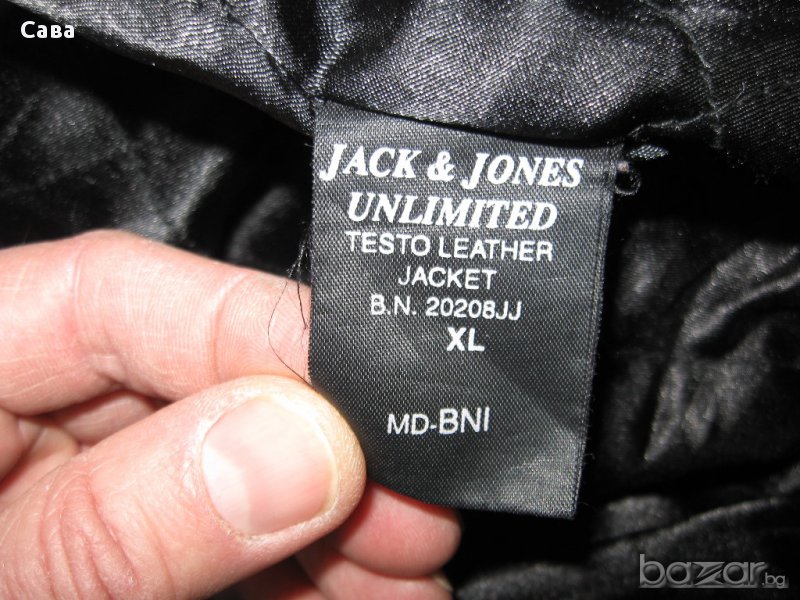 Сава
JACK & JONES
UNLIMITED
TESTO LEATHER
JACKET
B.N. 20208JJ
XL
MD-BNI
bazar.bg